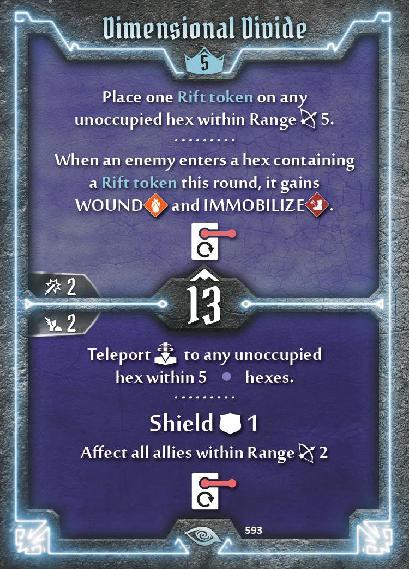 Dimensional Divide
5
Place one Rift token on any
unoccupied hex within Range 5.
When an enemy enters a hex containing
a Rift token this round, it gains
WOUND and IMMOBILIZE.
2
13
2
Teleport to any unoccupied
hex within 5 hexes.
Shield 1
Affect all allies within Range 2
593